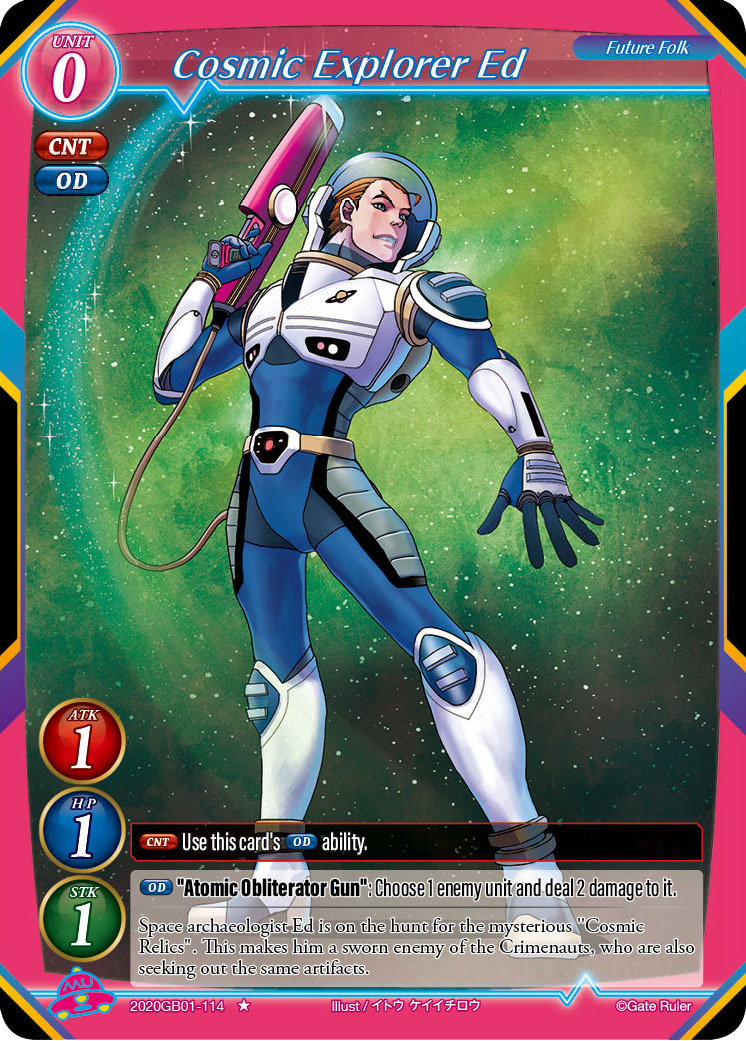 UNIT
0
Cosmic Explorer Ed
Future Folk
CNT
OD
ATK
1
HP
1
STK
1
CNT Use this card's OD ability.
OD "Atomic Obliterator Gun": Choose 1 enemy unit and deal 2 damage to it.
Space archaeologist Ed is on the hunt for the mysterious "Cosmic
Relics". This makes him a sworn enemy of the Crimenauts, who are also
seeking out the same artifacts.
2020GB01-114 ★ Illust / イトウ ケイイチロウ ©Gate Ruler